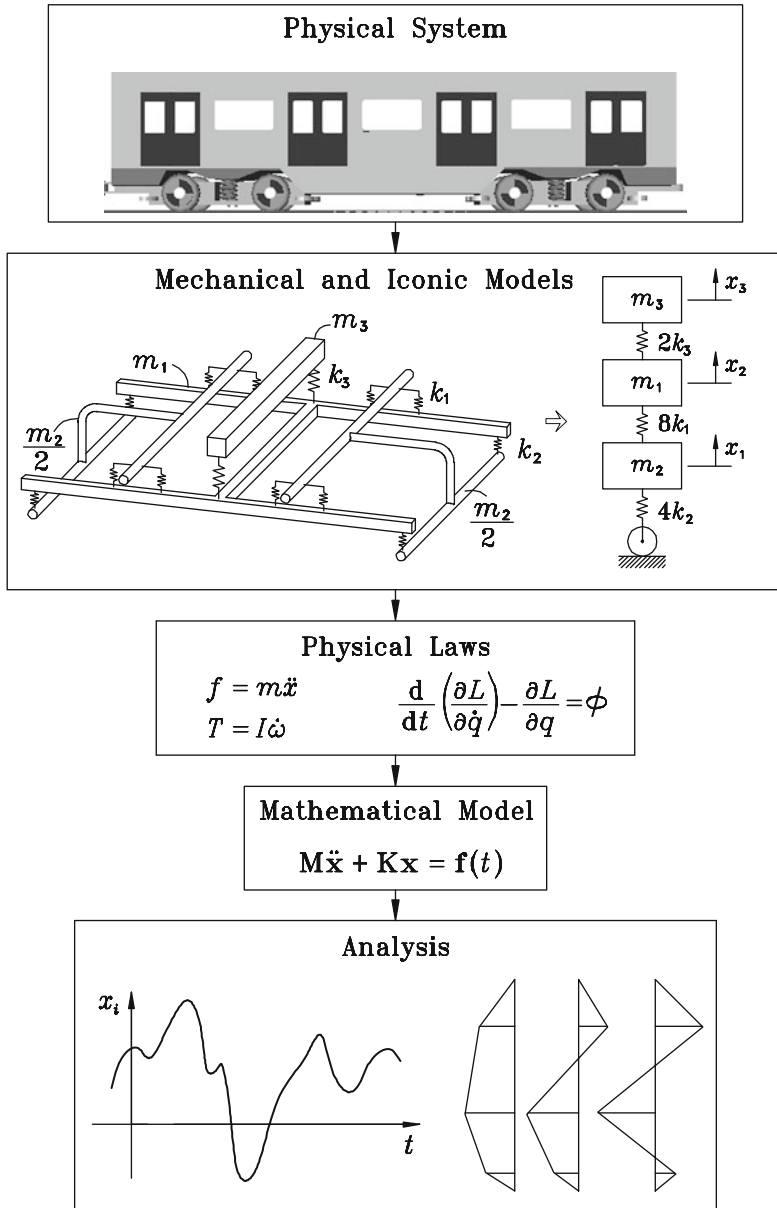 Physical System
Mechanical and Iconic Models
m₃
m₁
k₃
k₁
m₂/2
k₂
m₂/2
⇨
m₃
x₃
2k₃
m₁
x₂
8k₁
m₂
x₁
4k₂
Physical Laws
f = mẍ
T = Iω̇
d/dt (∂L/∂q̇) − ∂L/∂q = ϕ
Mathematical Model
Mẍ + Kx = f(t)
Analysis
xᵢ
t